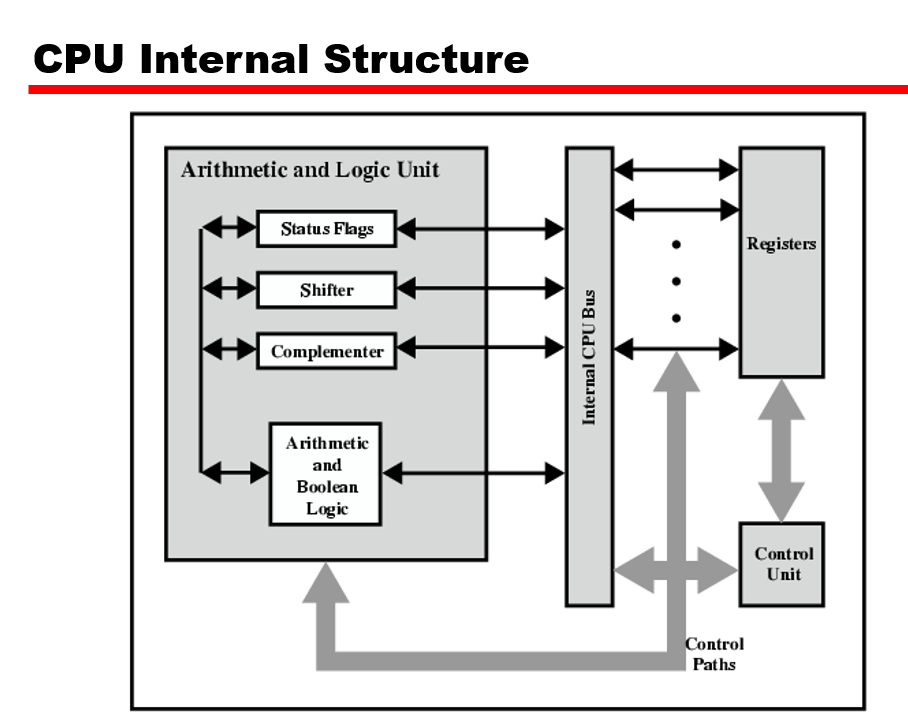 CPU Internal Structure
Arithmetic and Logic Unit
Status Flags
Shifter
Complementer
Arithmetic
and
Boolean
Logic
Internal CPU Bus
Registers
Control
Unit
Control
Paths